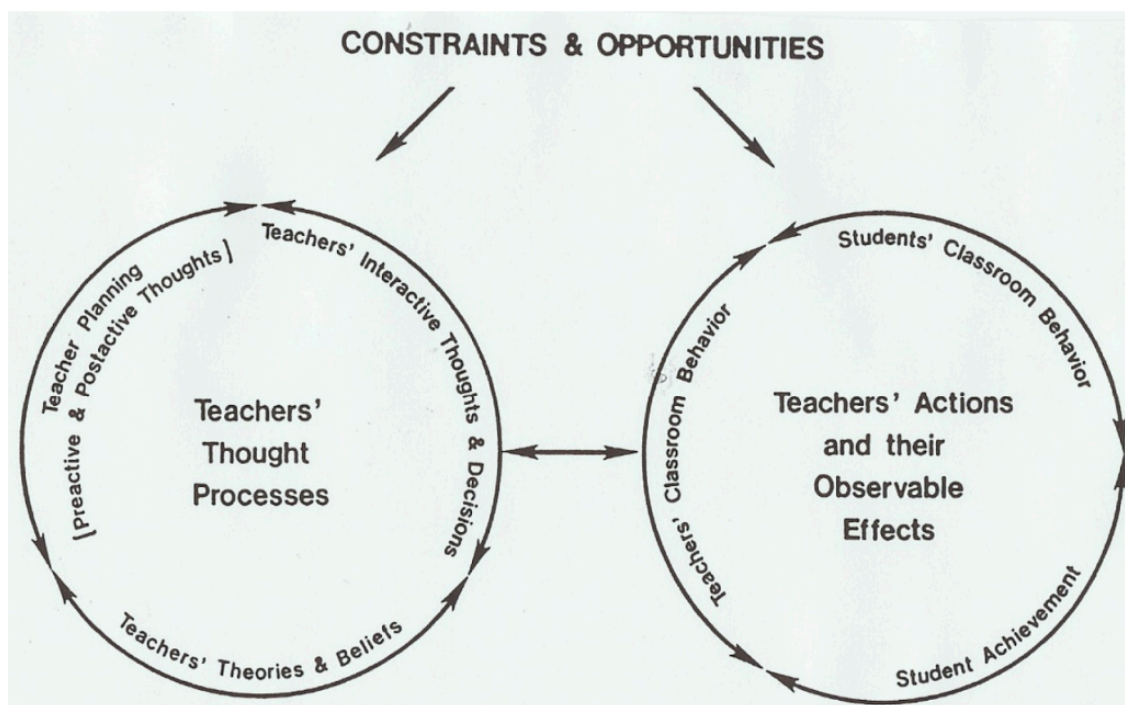 CONSTRAINTS & OPPORTUNITIES
Teacher Planning
[Preactive & Postactive Thoughts]
Teachers' Interactive Thoughts & Decisions
Teachers' Theories & Beliefs
Teachers'
Thought
Processes
Students' Classroom Behavior
Teachers' Classroom Behavior
Student Achievement
Teachers' Actions
and their
Observable
Effects